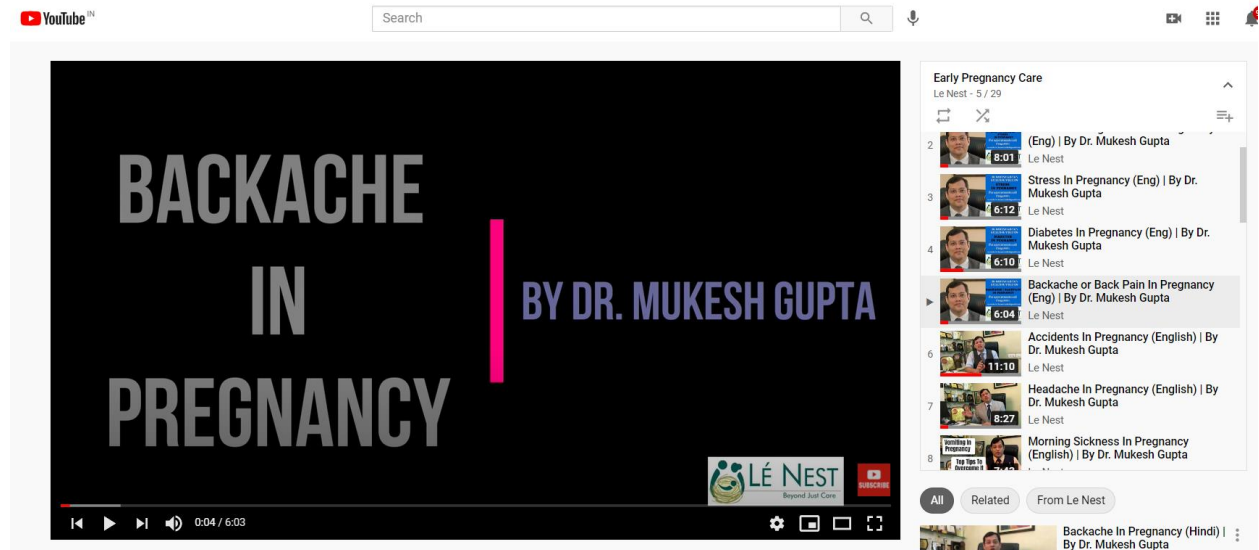 YouTube IN
Search
BACKACHE
IN
PREGNANCY
BY DR. MUKESH GUPTA
LÉ NEST
Beyond Just Care
SUBSCRIBE
0:04 / 6:03
Early Pregnancy Care
Le Nest - 5 / 29
2
8:01
(Eng) | By Dr. Mukesh Gupta
Le Nest
3
6:12
Stress In Pregnancy (Eng) | By Dr.
Mukesh Gupta
Le Nest
4
6:10
Diabetes In Pregnancy (Eng) | By Dr.
Mukesh Gupta
Le Nest
6:04
Backache or Back Pain In Pregnancy
(Eng) | By Dr. Mukesh Gupta
Le Nest
6
11:10
Accidents In Pregnancy (English) | By
Dr. Mukesh Gupta
Le Nest
7
8:27
Headache In Pregnancy (English) | By
Dr. Mukesh Gupta
Le Nest
8
Vomiting In
Pregnancy
Top Tips To
Morning Sickness In Pregnancy
(English) | By Dr. Mukesh Gupta
All
Related
From Le Nest
Backache In Pregnancy (Hindi) |
By Dr. Mukesh Gupta